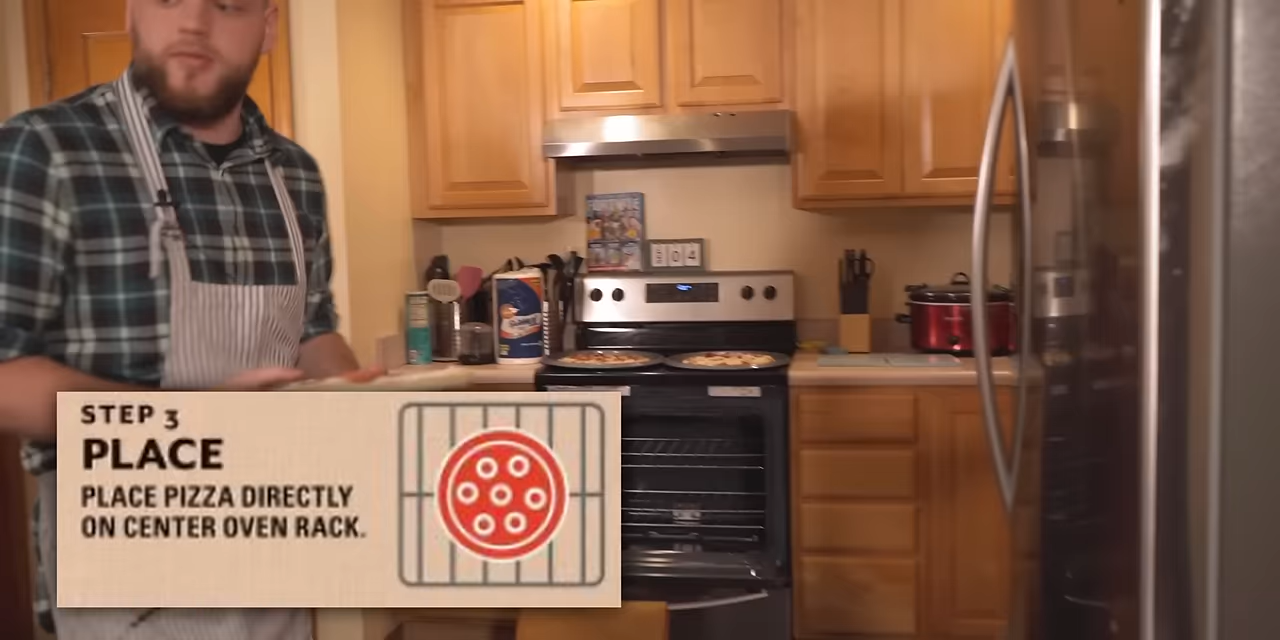 STEP 3
PLACE
PLACE PIZZA DIRECTLY
ON CENTER OVEN RACK.